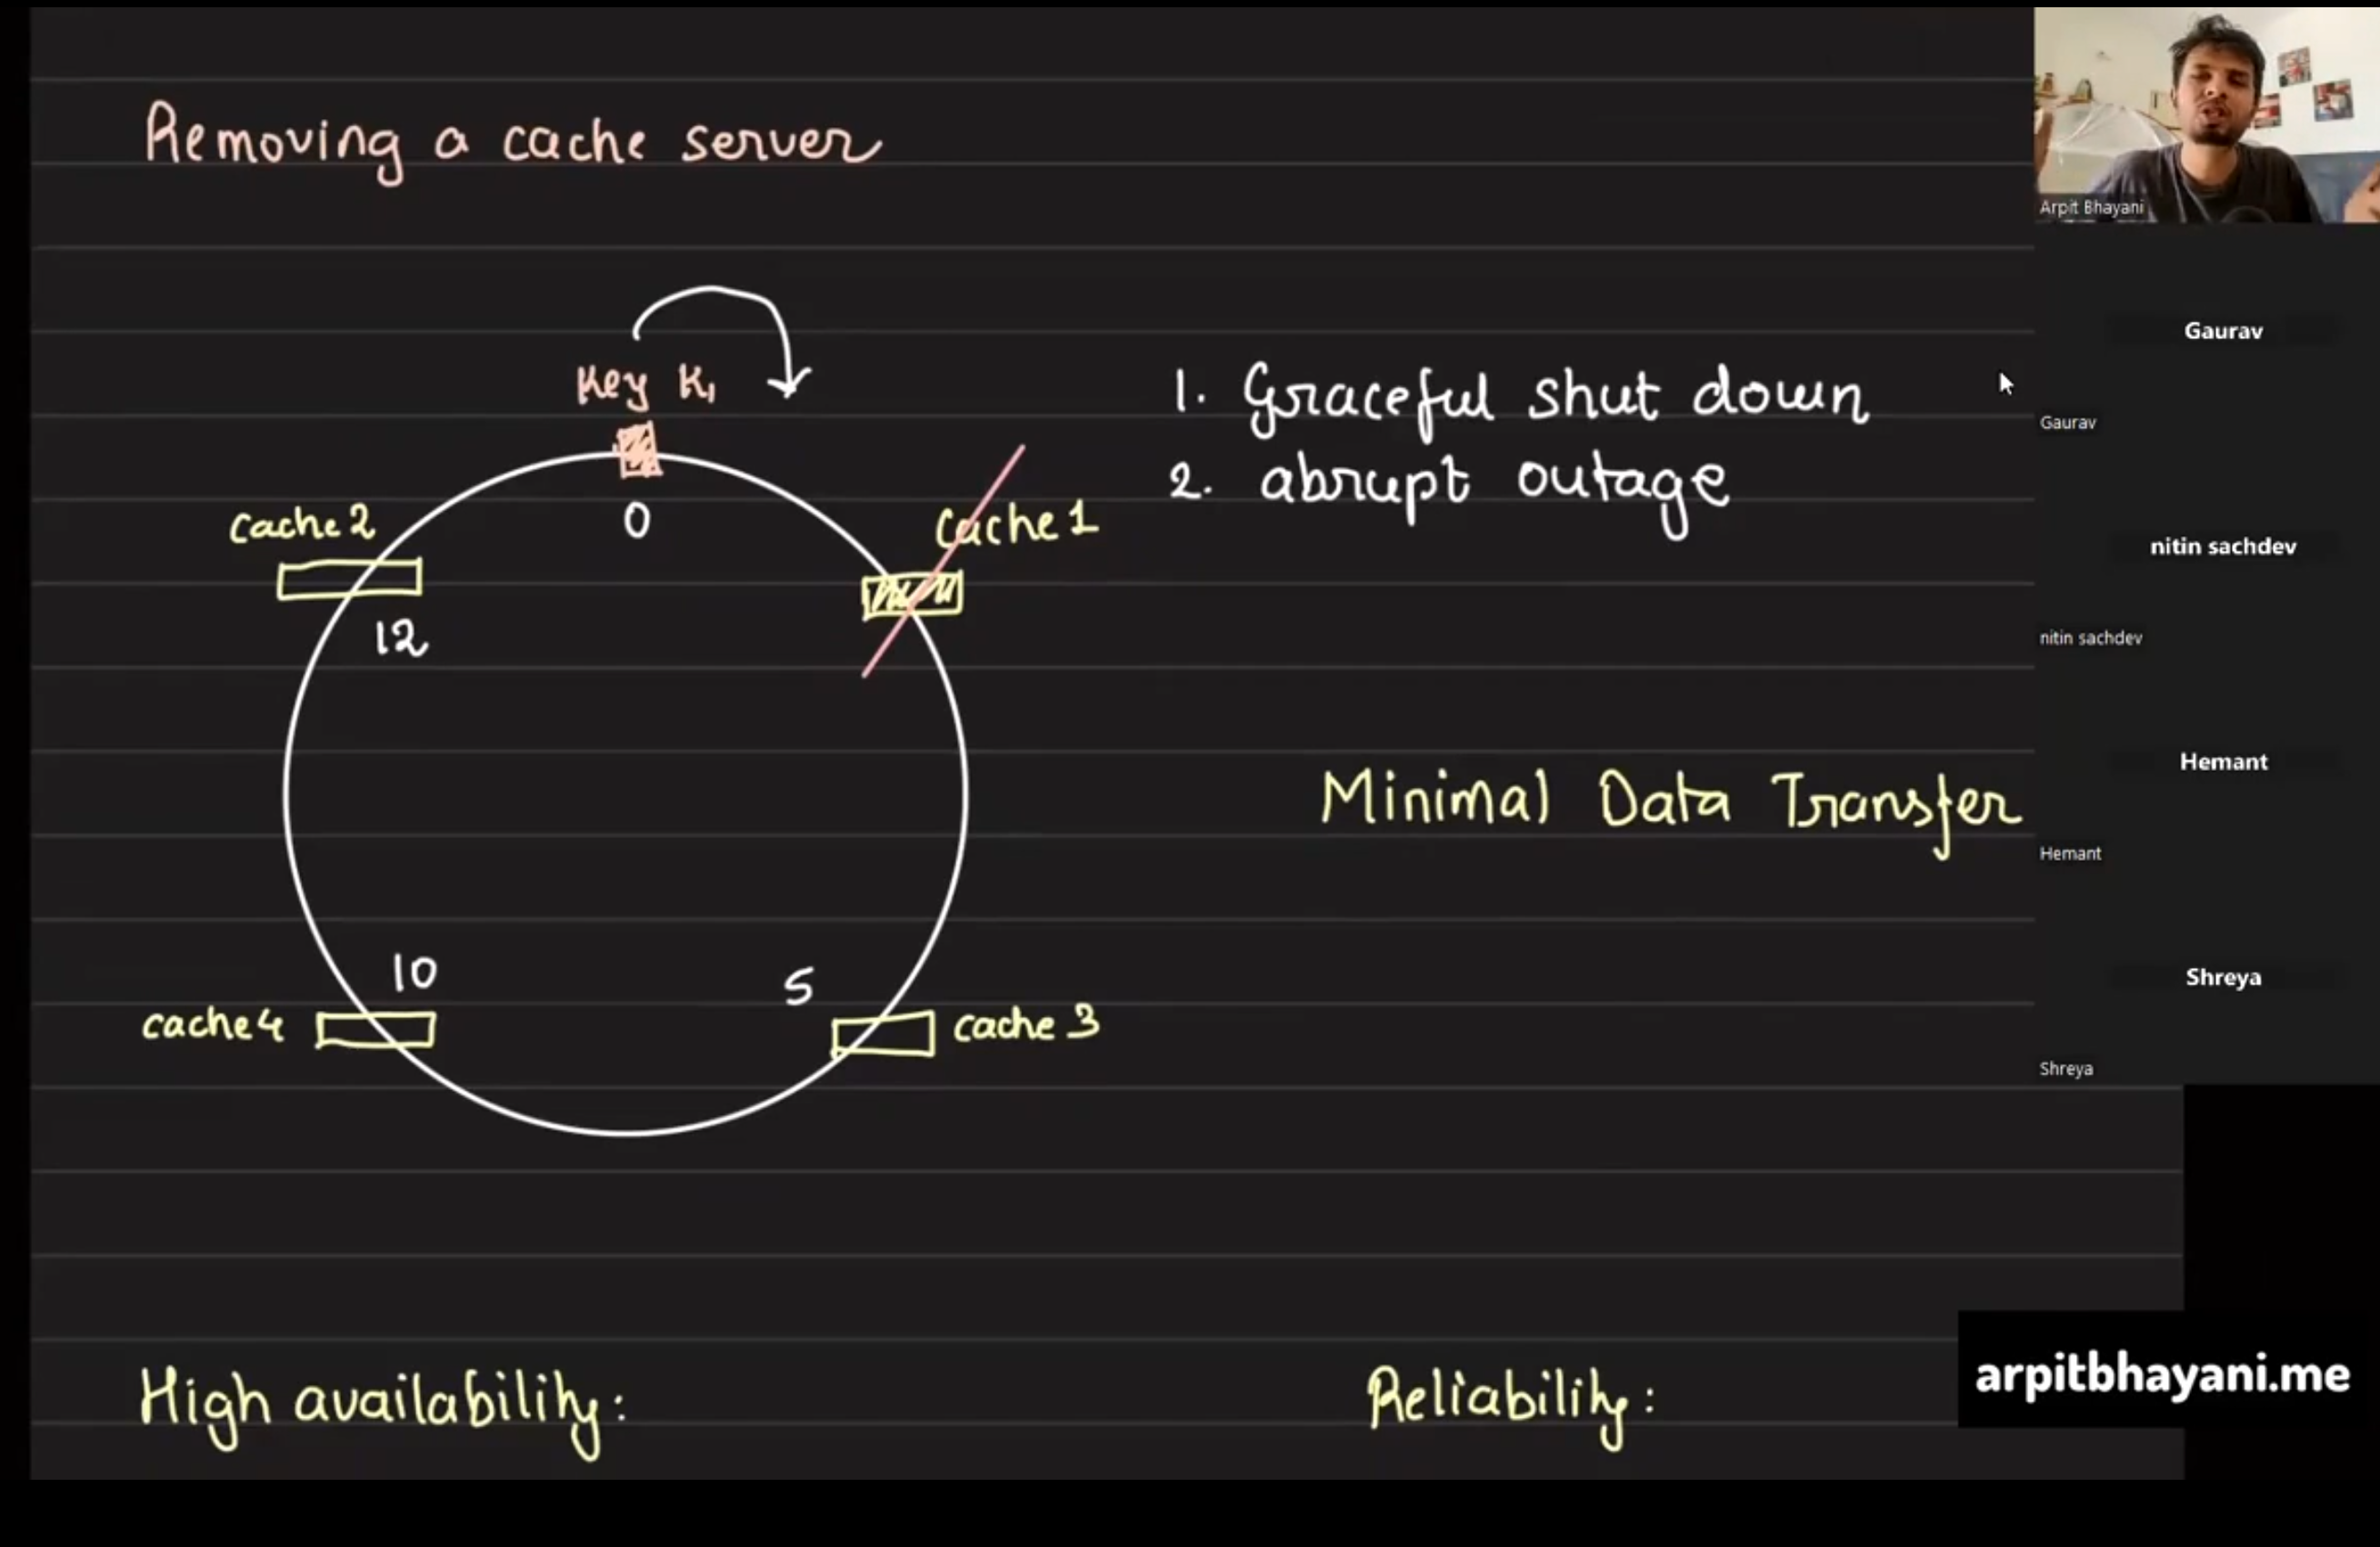 Removing a cache server
Arpit Bhayani
Gaurav
Gaurav
Key K1
1. Graceful shut down
2. abrupt outage
cache 2
0
cache 1
nitin sachdev
nitin sachdev
12
Hemant
Minimal Data Transfer
Hemant
10
5
Shreya
cache 4
cache 3
Shreya
High availability:
Reliability:
arpitbhayani.me